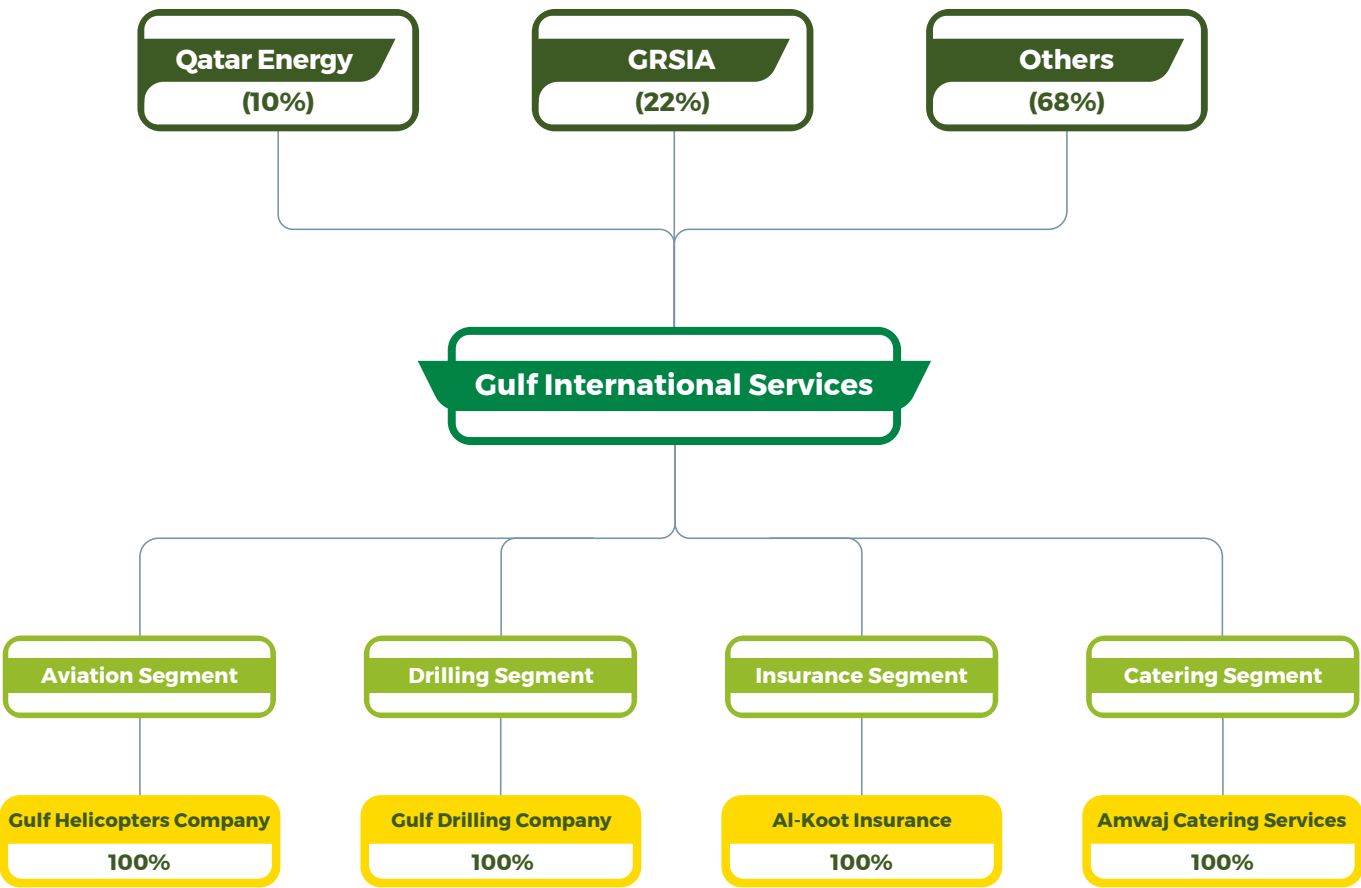 Qatar Energy
(10%)
GRSIA
(22%)
Others
(68%)
Gulf International Services
Aviation Segment
Drilling Segment
Insurance Segment
Catering Segment
Gulf Helicopters Company
100%
Gulf Drilling Company
100%
Al-Koot Insurance
100%
Amwaj Catering Services
100%